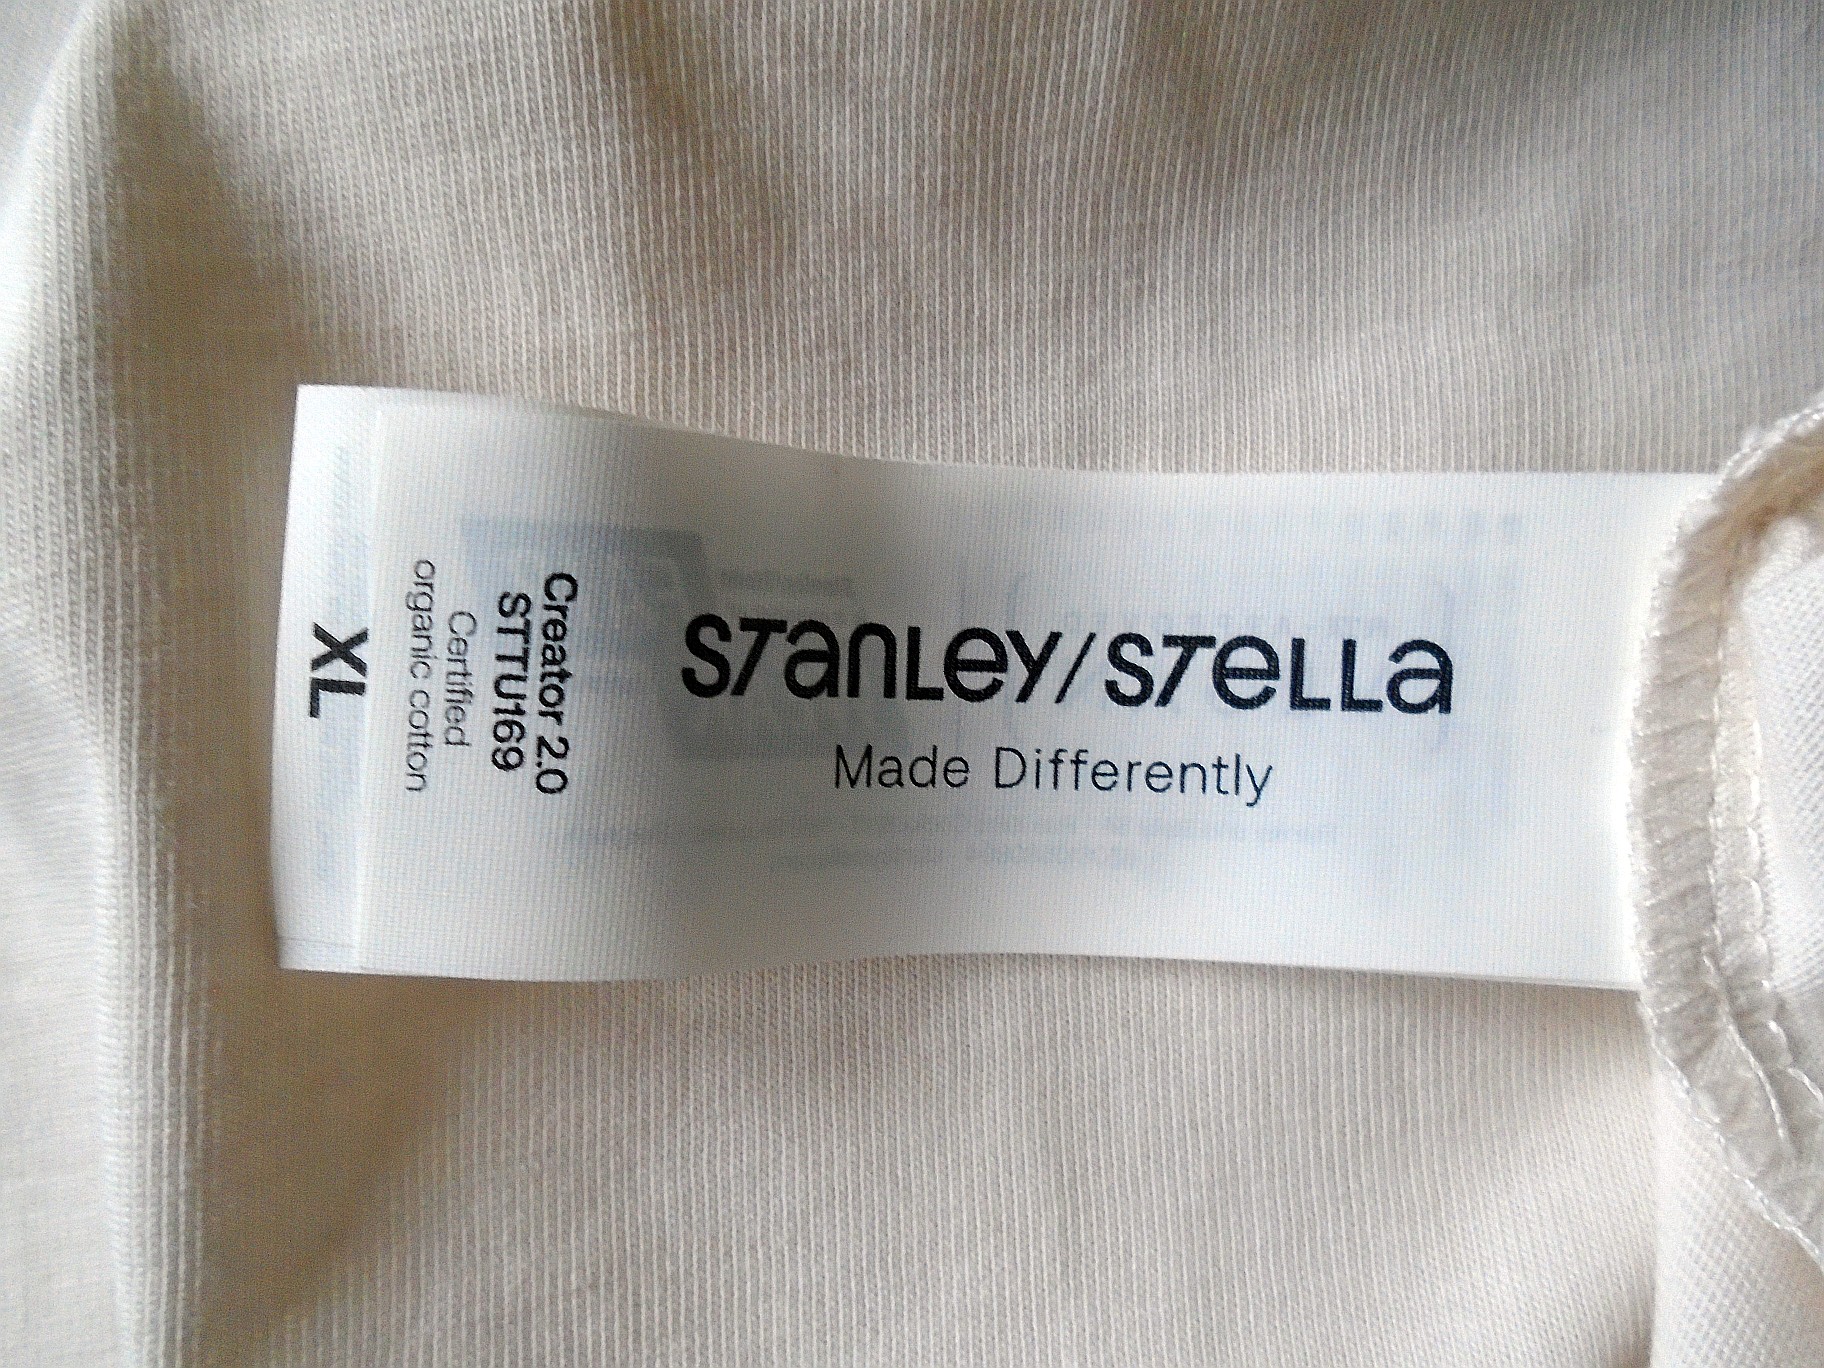 STanLey/STeLLa
Made Differently
Creator 2.0
STTU169
Certified
organic cotton
XL